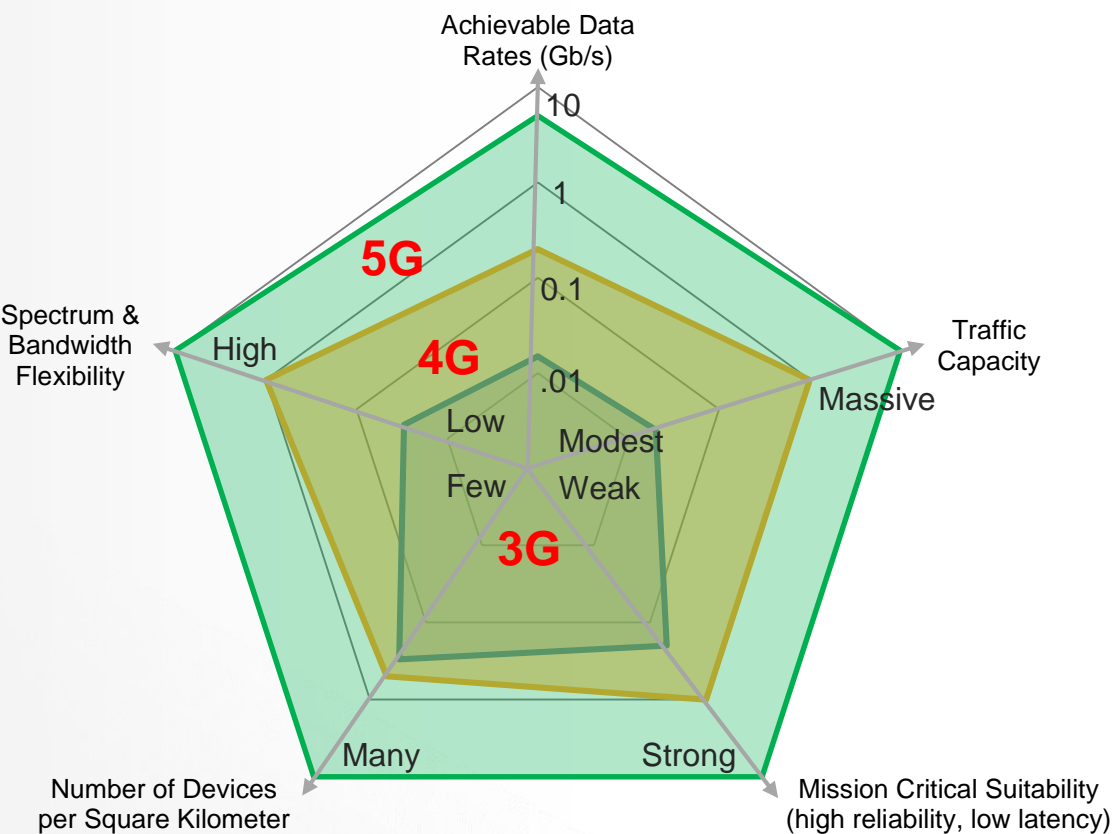 Achievable Data
Rates (Gb/s)
10
1
5G
0.1
Spectrum &
Bandwidth
Flexibility
High
4G
Traffic
Capacity
.01
Massive
Low
Modest
Few
Weak
3G
Many
Strong
Number of Devices
per Square Kilometer
Mission Critical Suitability
(high reliability, low latency)